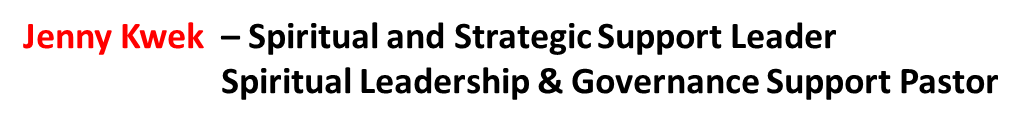 Jenny Kwek – Spiritual and Strategic Support Leader
Spiritual Leadership & Governance Support Pastor